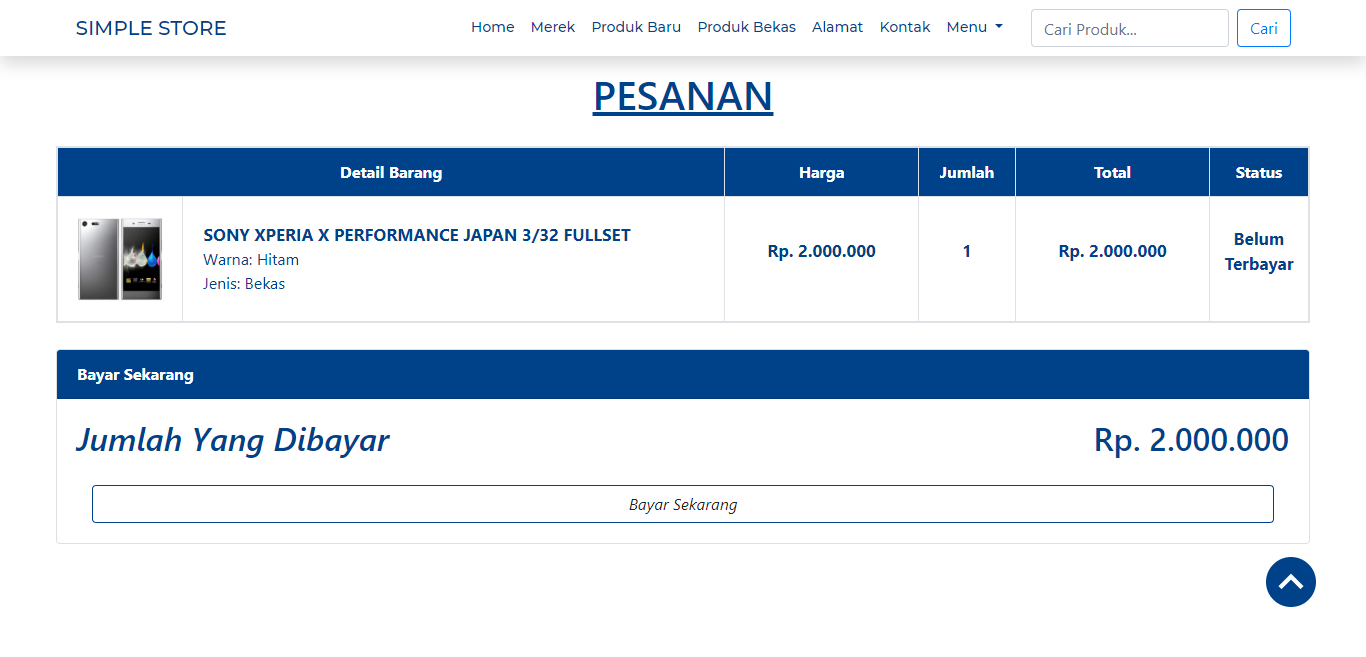 SIMPLE STORE
Home Merek Produk Baru Produk Bekas Alamat Kontak Menu Cari Produk... Cari
PESANAN
Detail Barang Harga Jumlah Total Status
SONY XPERIA X PERFORMANCE JAPAN 3/32 FULLSET
Warna: Hitam
Jenis: Bekas
Rp. 2.000.000 1 Rp. 2.000.000
Belum
Terbayar
Bayar Sekarang
Jumlah Yang Dibayar Rp. 2.000.000
Bayar Sekarang